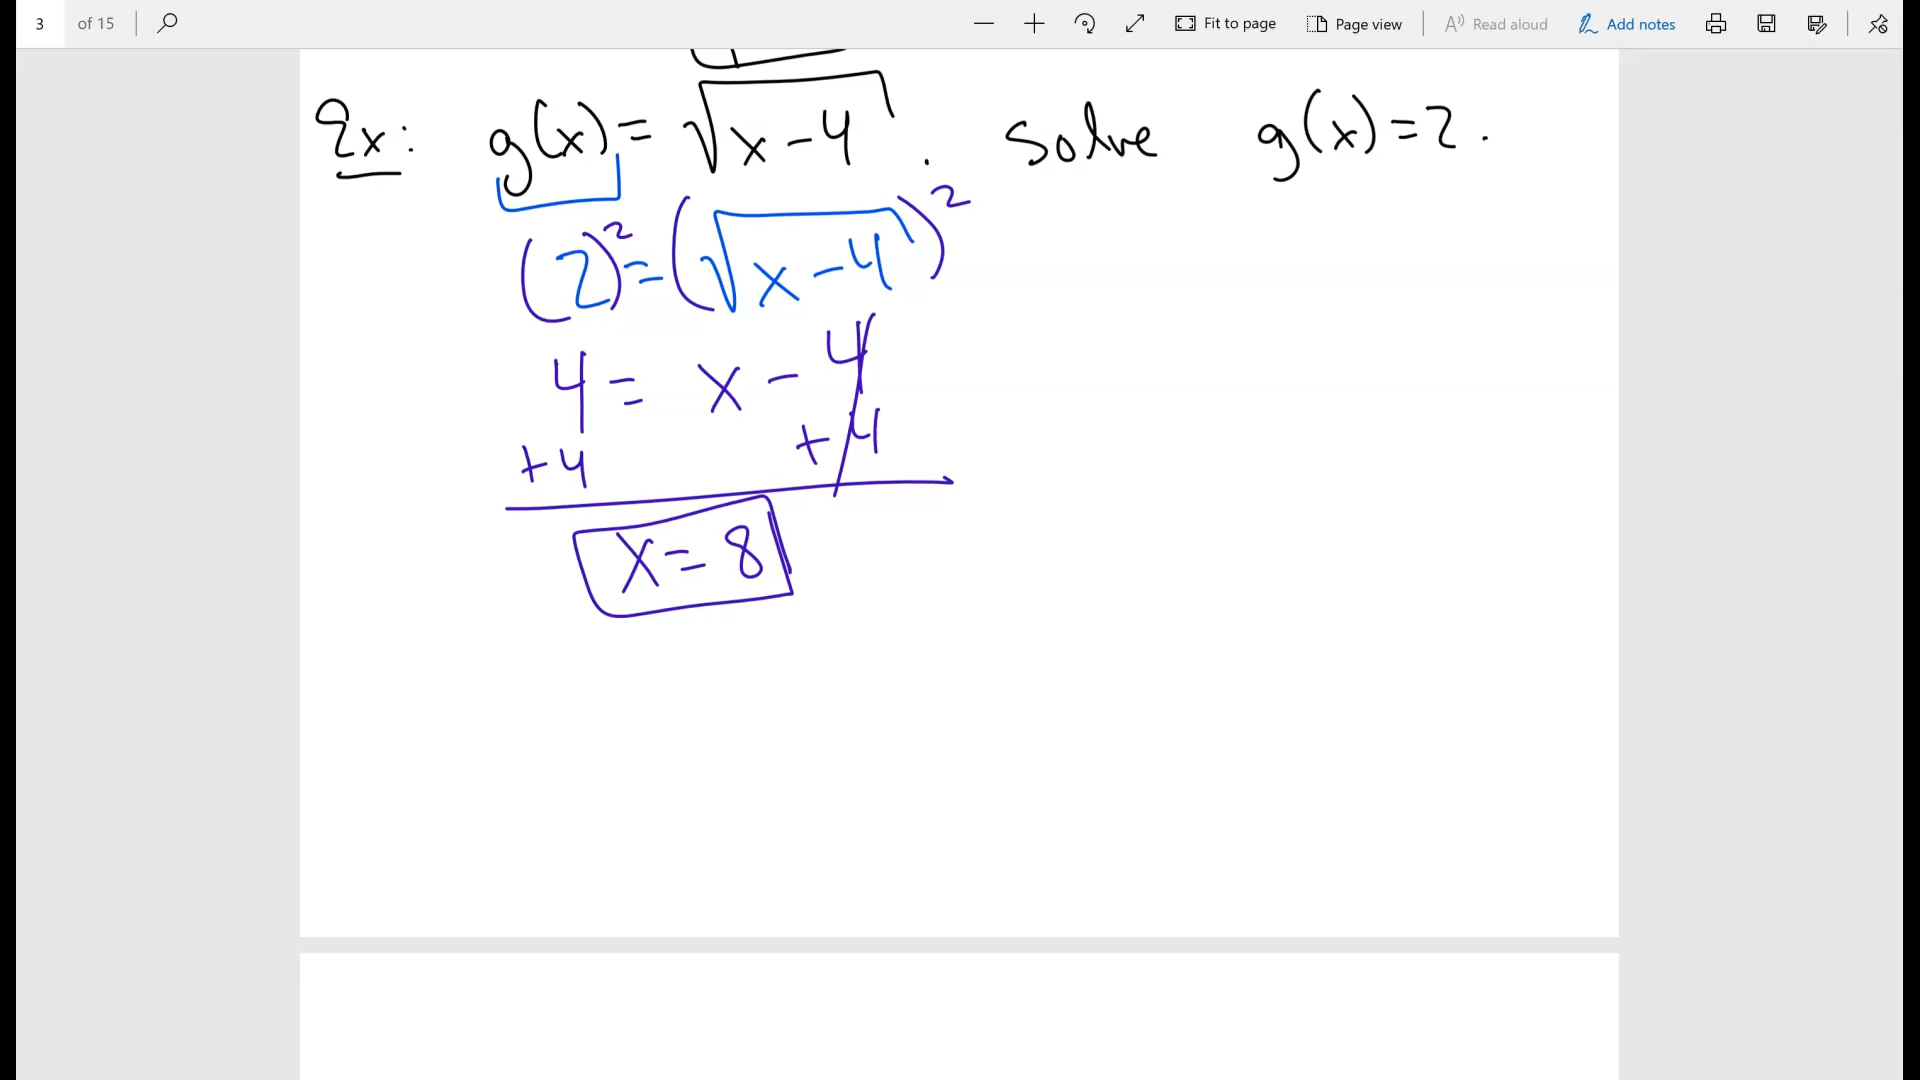 3 of 15 Fit to page Page view Read aloud Add notes
Ex: g(x) = √(x-4) . Solve g(x) = 2 .
(2)² = (√(x-4))²
4 = x - 4
+4 +4
x = 8